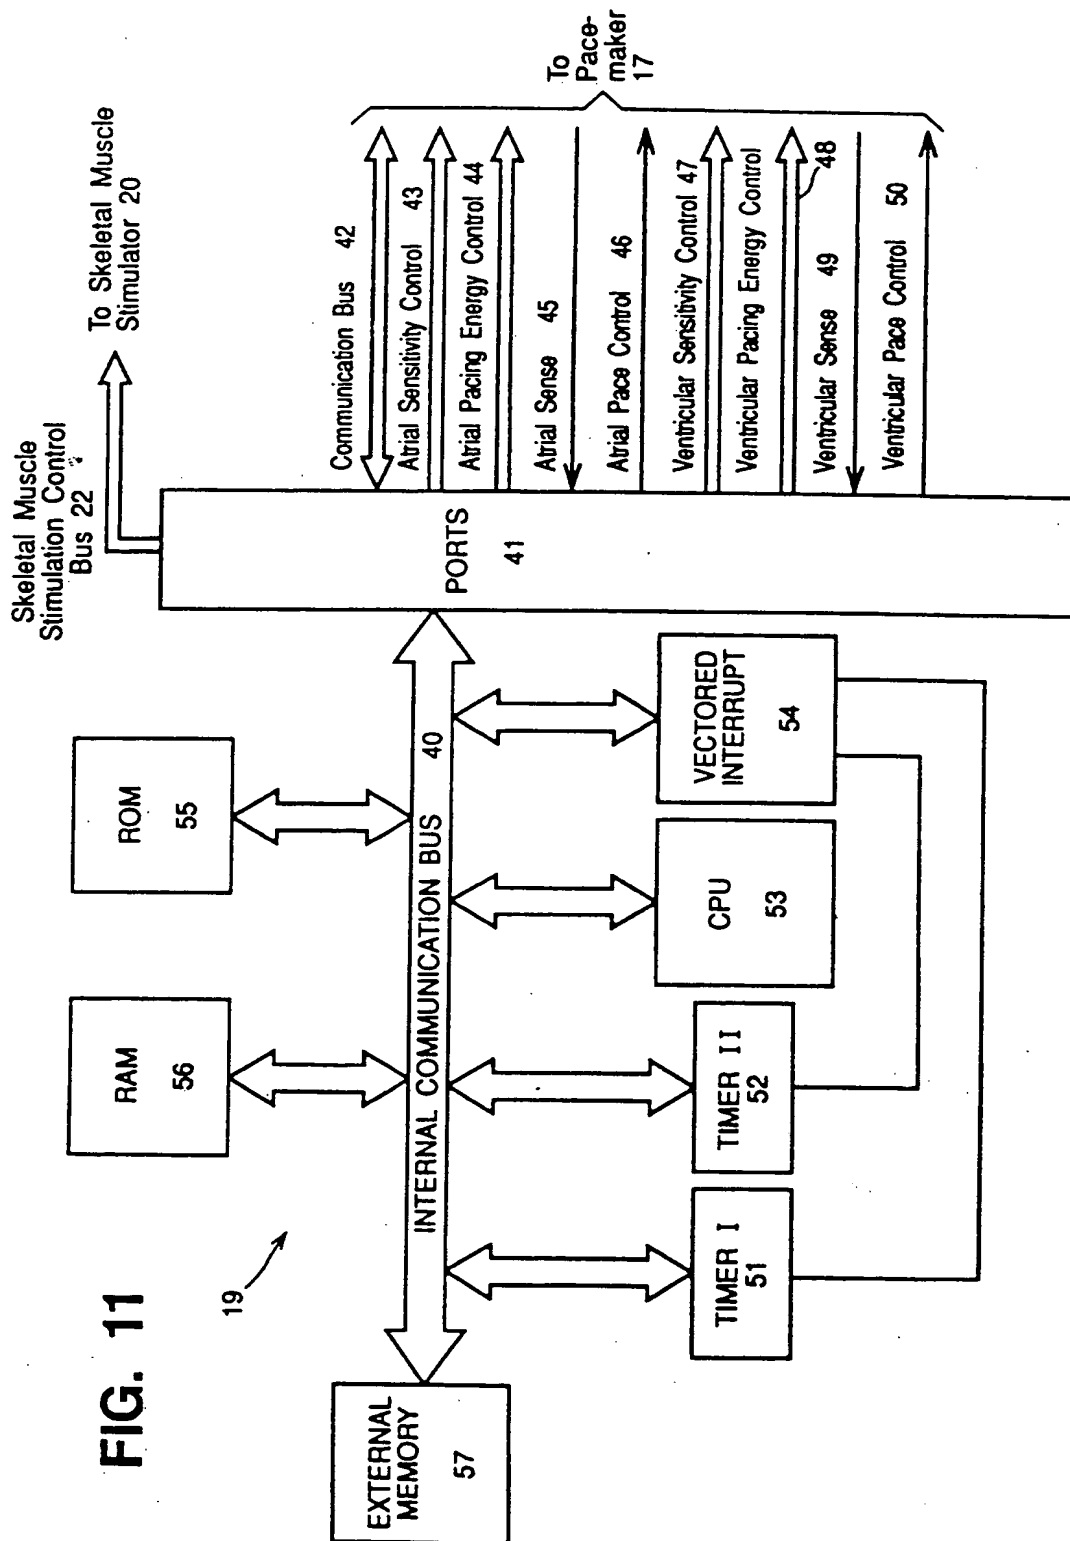 FIG. 11
19
Skeletal Muscle
Stimulation Control
Bus 22
To Skeletal Muscle
Stimulator 20
RAM
56
ROM
55
EXTERNAL
MEMORY
57
INTERNAL COMMUNICATION BUS 40
PORTS
41
TIMER I
51
TIMER II
52
CPU
53
VECTORED
INTERRUPT
54
Communication Bus 42
Atrial Sensitivity Control 43
Atrial Pacing Energy Control 44
Atrial Sense 45
Atrial Pace Control 46
Ventricular Sensitivity Control 47
Ventricular Pacing Energy Control
48
Ventricular Sense 49
Ventricular Pace Control 50
To
Pace-
maker
17